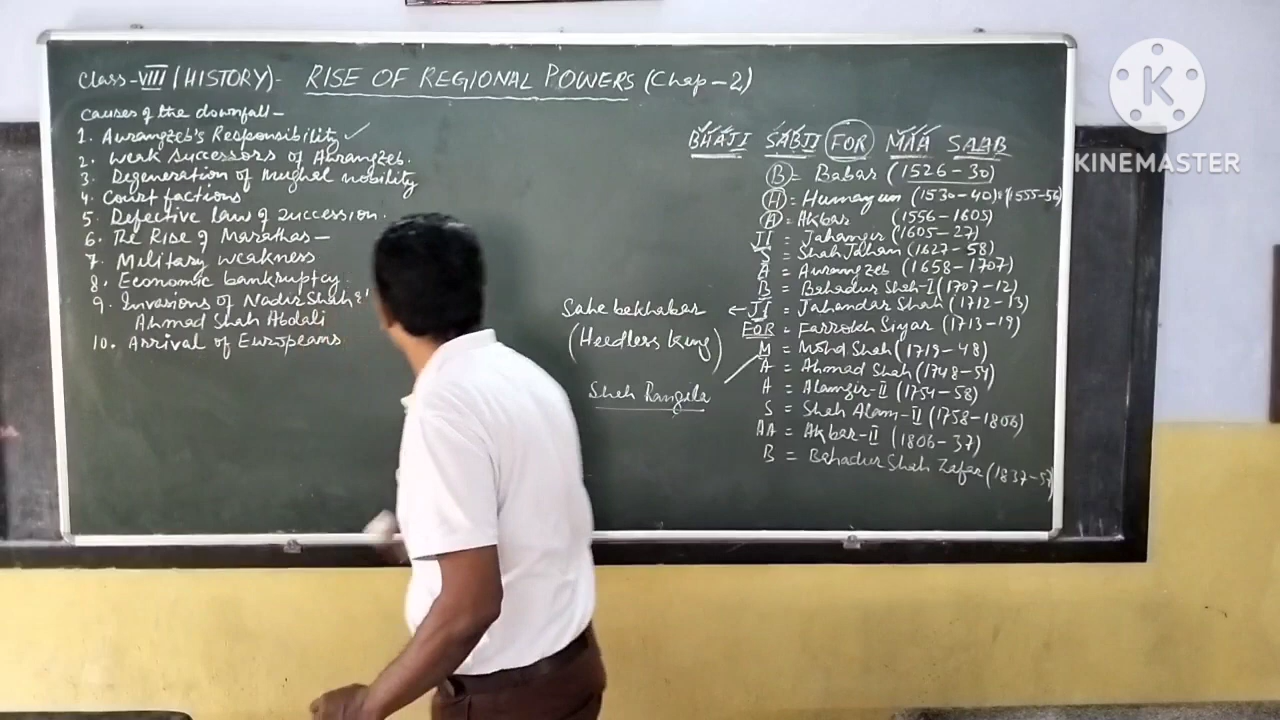 Class-VIII (HISTORY)- RISE OF REGIONAL POWERS (Chap-2)
Causes of the downfall-
1. Aurangzeb's Responsibility ✓
2. Weak successors of Aurangzeb.
3. Degeneration of Mughal nobility
4. Court factions
5. Defective law of succession.
6. The Rise of Marathas-
7. Military weakness
8. Economic bankruptcy.
9. Invasions of Nadir Shah &
Ahmad Shah Abdali
10. Arrival of Europeans
BHAJI SABJI FOR MAA SAAB
B = Babar (1526-30)
H = Humayun (1530-40) & (1555-56)
A = Akbar (1556-1605)
JI = Jahangir (1605-27)
S = Shah Jahan (1627-58)
A = Aurangzeb (1658-1707)
B = Bahadur Shah-I (1707-12)
JI = Jahandar Shah (1712-13)
FOR = Farrokh Siyar (1713-19)
M = Mohd Shah (1719-48)
A = Ahmad Shah (1748-54)
A = Alamgir-II (1754-58)
S = Shah Alam-II (1758-1806)
AA = Akbar-II (1806-37)
B = Bahadur Shah Zafar (1837-57)
Sahebekhabar
(Heedless king)
Shah Rangila
K
KINEMASTER